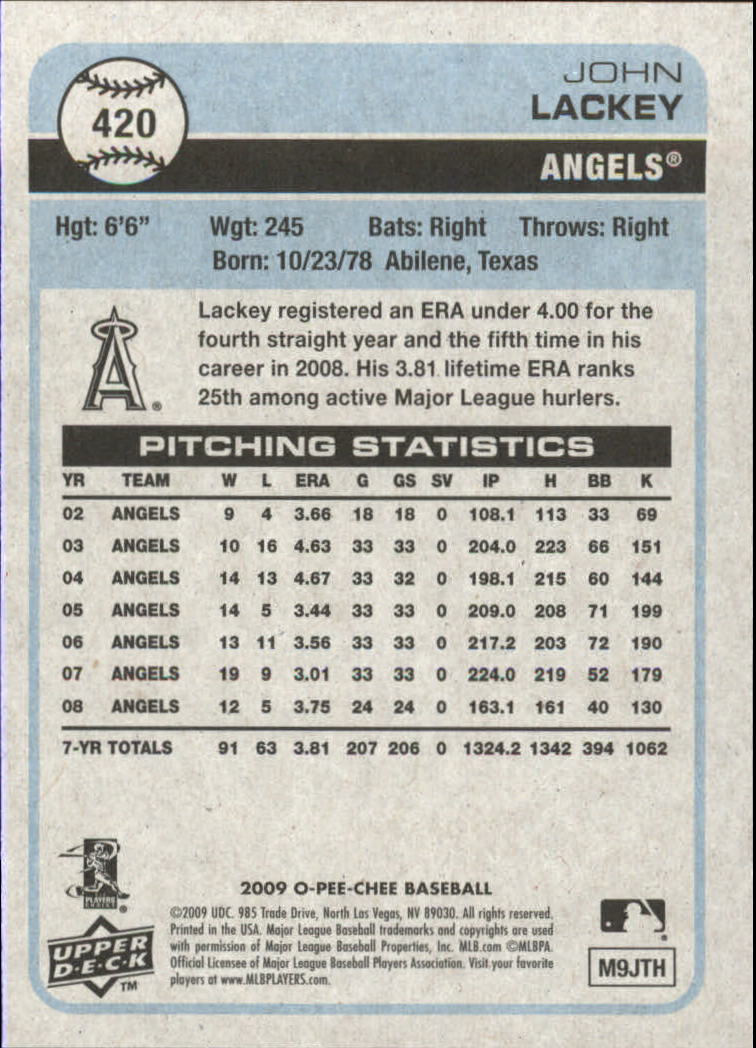 420
JOHN
LACKEY
ANGELS®
Hgt: 6'6" Wgt: 245 Bats: Right Throws: Right
Born: 10/23/78 Abilene, Texas
Lackey registered an ERA under 4.00 for the
fourth straight year and the fifth time in his
career in 2008. His 3.81 lifetime ERA ranks
25th among active Major League hurlers.
A®
PITCHING STATISTICS
YR TEAM W L ERA G GS SV IP H BB K
02 ANGELS 9 4 3.66 18 18 0 108.1 113 33 69
03 ANGELS 10 16 4.63 33 33 0 204.0 223 66 151
04 ANGELS 14 13 4.67 33 32 0 198.1 215 60 144
05 ANGELS 14 5 3.44 33 33 0 209.0 208 71 199
06 ANGELS 13 11 3.56 33 33 0 217.2 203 72 190
07 ANGELS 19 9 3.01 33 33 0 224.0 219 52 179
08 ANGELS 12 5 3.75 24 24 0 163.1 161 40 130
7-YR TOTALS 91 63 3.81 207 206 0 1324.2 1342 394 1062
PLAYERS
®
2009 O-PEE-CHEE BASEBALL
©2009 UDC. 985 Trade Drive, North Las Vegas, NV 89030. All rights reserved.
Printed in the USA. Major League Baseball trademarks and copyrights are used
with permission of Major League Baseball Properties, Inc. MLB.com ©MLBPA.
Official Licensee of Major League Baseball Players Association. Visit your favorite
players at www.MLBPLAYERS.com.
UPPER
D·E·C·K
TM
M9JTH